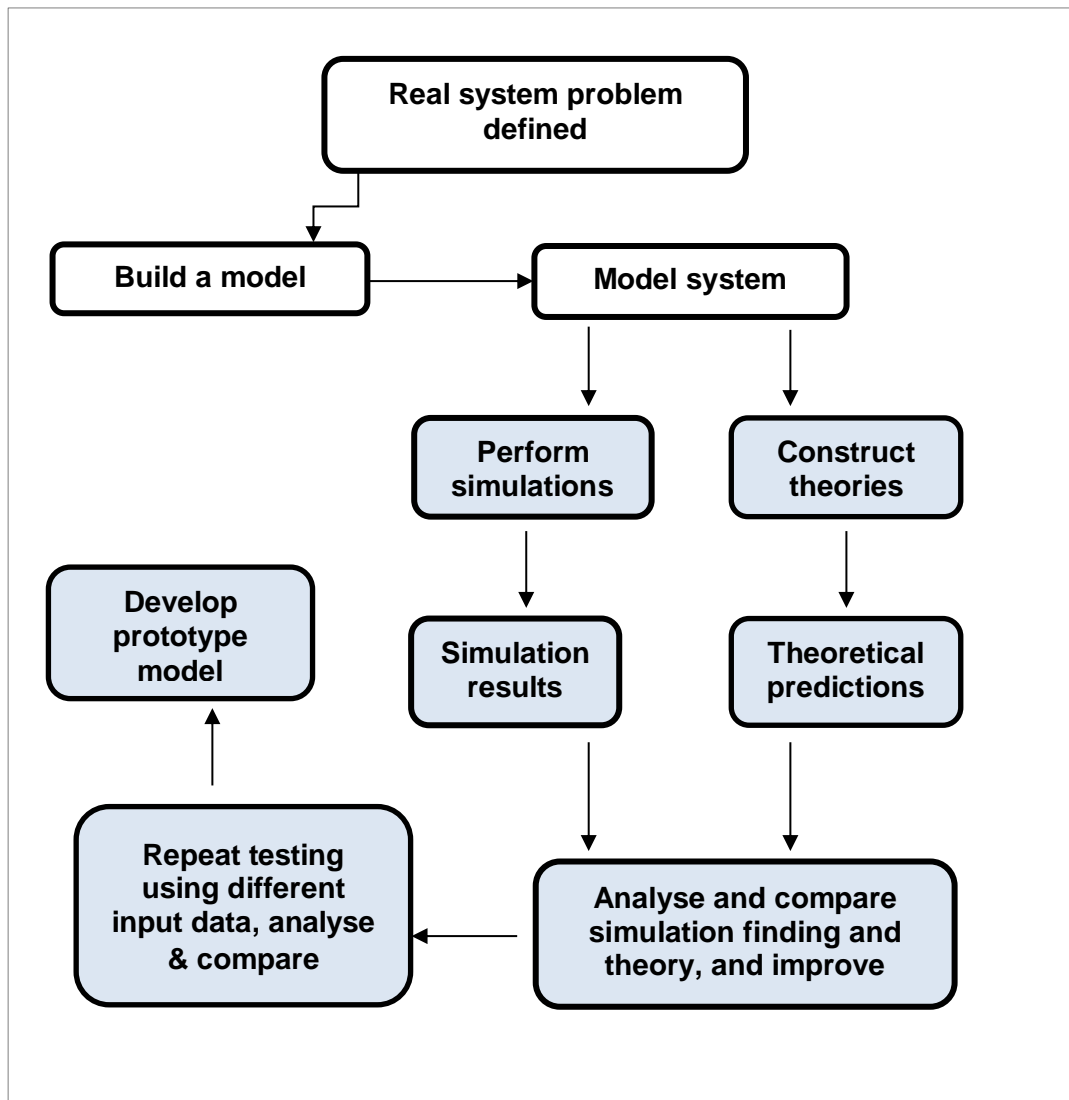 Real system problem
defined
Build a model
Model system
Perform
simulations
Construct
theories
Develop
prototype
model
Simulation
results
Theoretical
predictions
Repeat testing
using different
input data, analyse
& compare
Analyse and compare
simulation finding and
theory, and improve